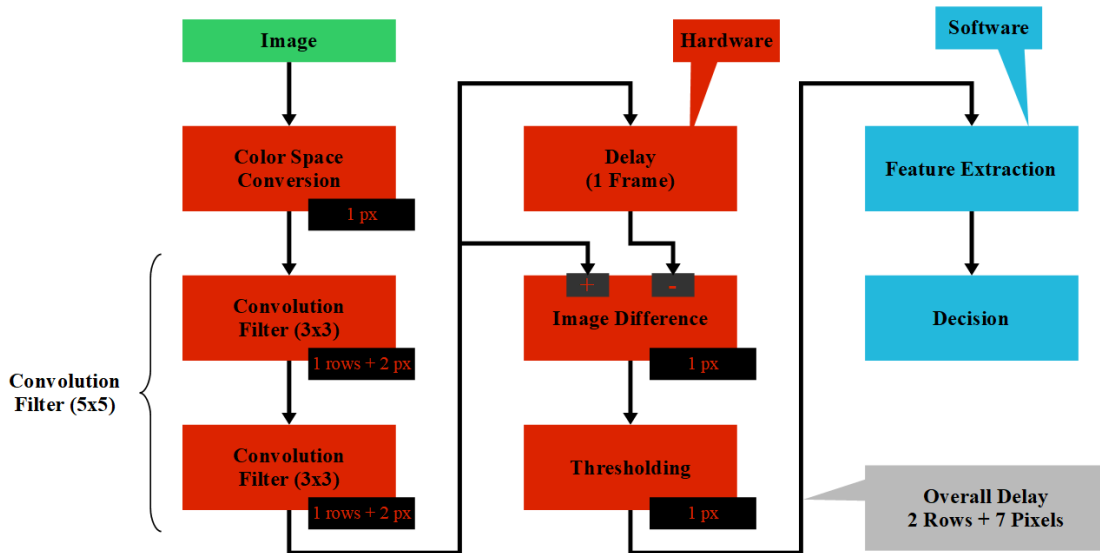 Image
Hardware
Software
Color Space
Conversion
1 px
Delay
(1 Frame)
Feature Extraction
Convolution
Filter (3x3)
1 rows + 2 px
+
-
Image Difference
1 px
Decision
Convolution
Filter (5x5)
Convolution
Filter (3x3)
1 rows + 2 px
Thresholding
1 px
Overall Delay
2 Rows + 7 Pixels